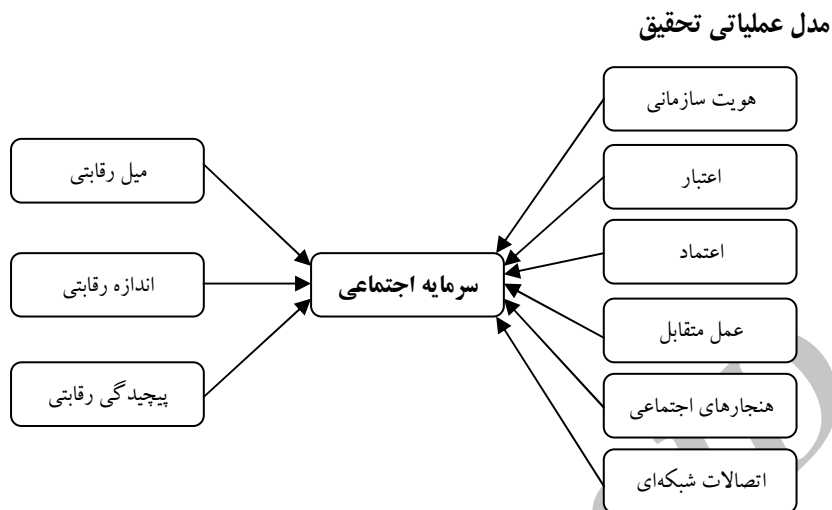 مدل عملیاتی تحقیق
هویت سازمانی
اعتبار
اعتماد
عمل متقابل
هنجارهای اجتماعی
اتصالات شبکه‌ای
سرمایه اجتماعی
میل رقابتی
اندازه رقابتی
پیچیدگی رقابتی